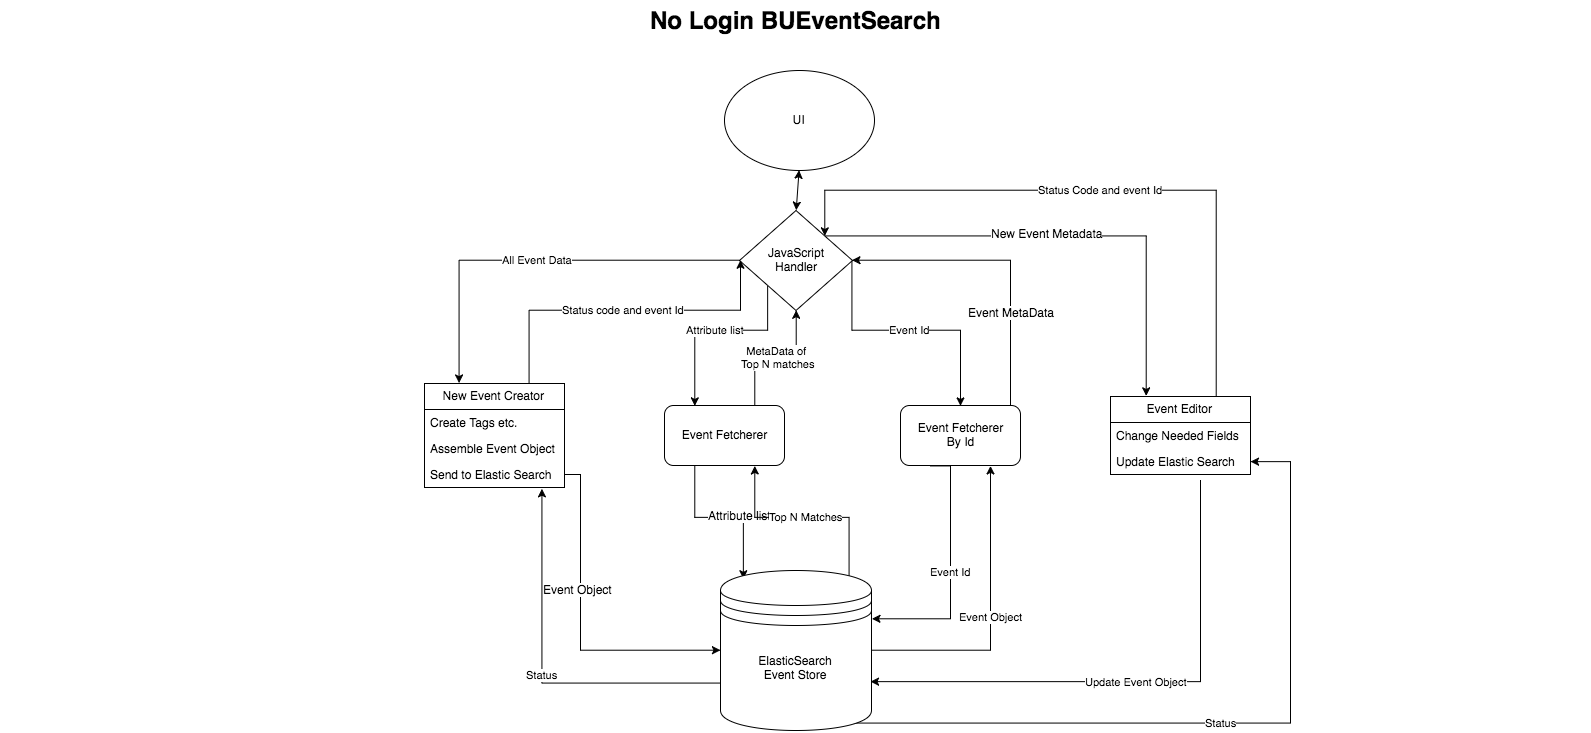 No Login BUEventSearch
UI
Status Code and event Id
New Event Metadata
JavaScript
Handler
All Event Data
Status code and event Id
Event MetaData
Attribute list
Event Id
MetaData of
Top N matches
New Event Creator
Create Tags etc.
Assemble Event Object
Send to Elastic Search
Event Fetcherer
Event Fetcherer
By Id
Event Editor
Change Needed Fields
Update Elastic Search
Attribute list
Top N Matches
Event Id
Event Object
Event Object
ElasticSearch
Event Store
Status
Update Event Object
Status